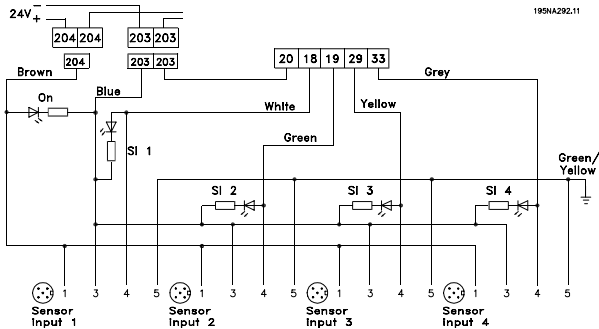 24V
−
+
195NA292.11
204 204 203 203
204 203 203 20 18 19 29 33
Brown
Blue
Grey
On
White
Yellow
SI 1
Green
Green/
Yellow
SI 2 SI 3 SI 4
1 3 4 5 1 3 4 5 1 3 4 5 1 3 4 5
Sensor Sensor Sensor Sensor
input 1 input 2 input 3 input 4